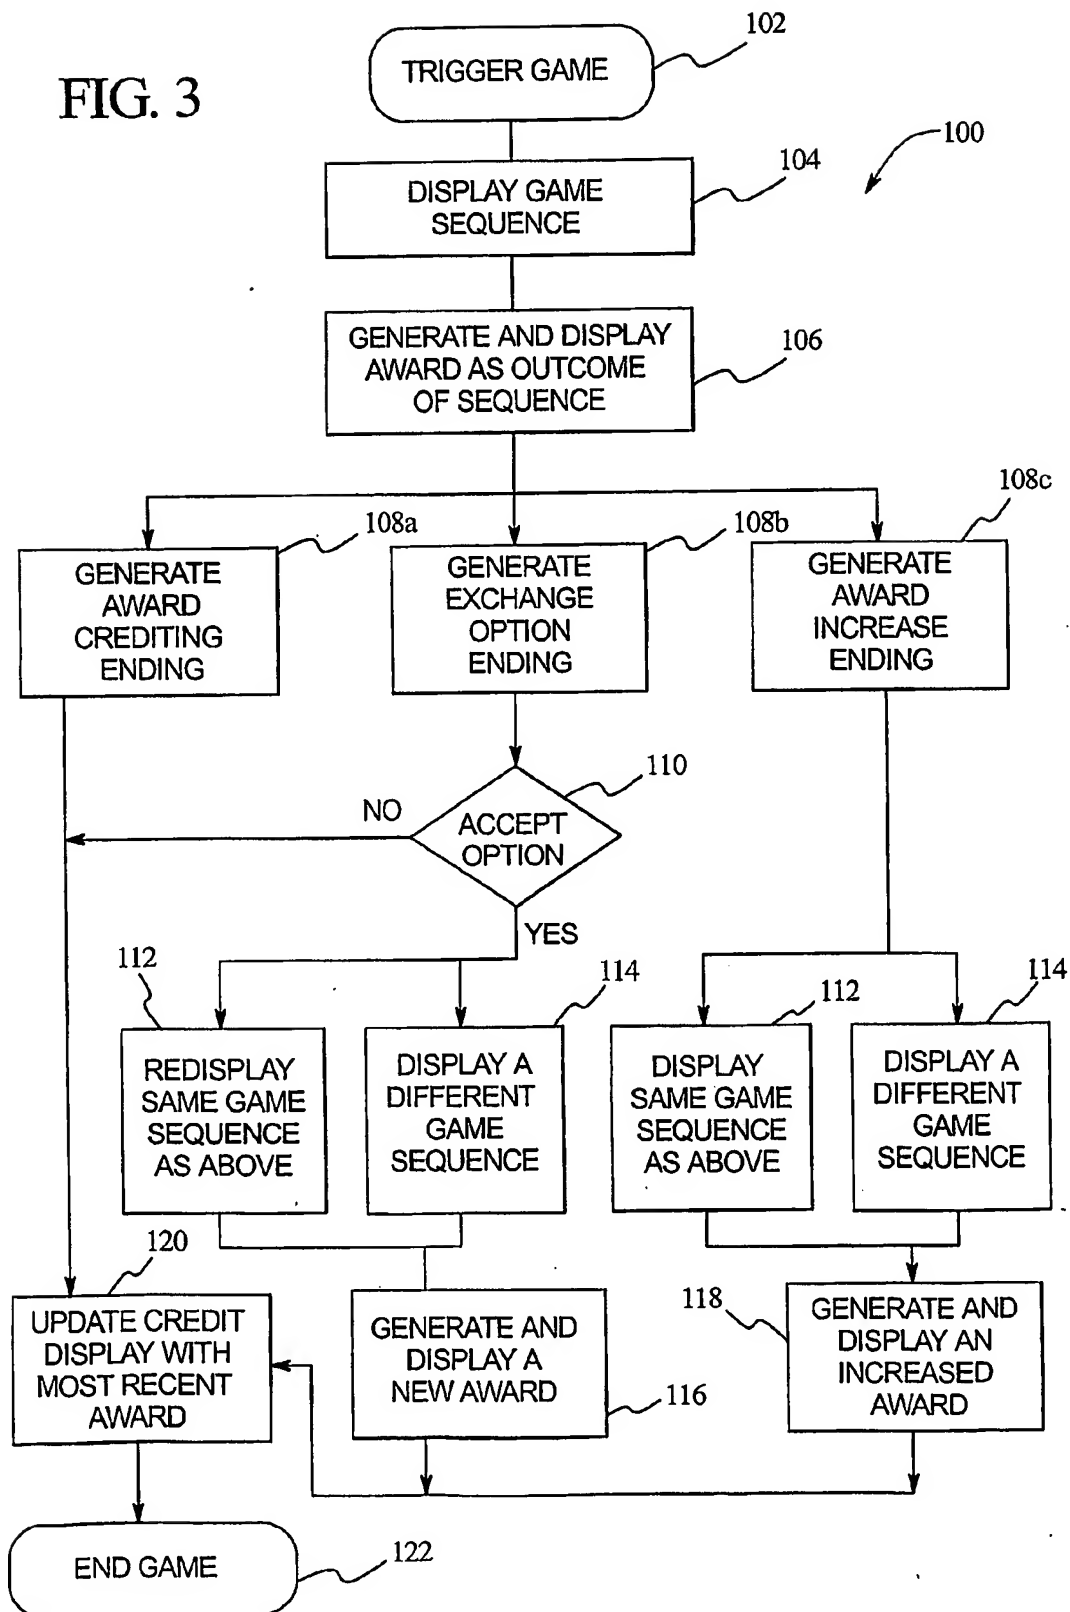 FIG. 3
TRIGGER GAME
102
100
DISPLAY GAME
SEQUENCE
104
GENERATE AND DISPLAY
AWARD AS OUTCOME
OF SEQUENCE
106
108a
108b
108c
GENERATE
AWARD
CREDITING
ENDING
GENERATE
EXCHANGE
OPTION
ENDING
GENERATE
AWARD
INCREASE
ENDING
110
NO
ACCEPT
OPTION
YES
112
114
112
114
REDISPLAY
SAME GAME
SEQUENCE
AS ABOVE
DISPLAY A
DIFFERENT
GAME
SEQUENCE
DISPLAY
SAME GAME
SEQUENCE
AS ABOVE
DISPLAY A
DIFFERENT
GAME
SEQUENCE
120
UPDATE CREDIT
DISPLAY WITH
MOST RECENT
AWARD
GENERATE AND
DISPLAY A
NEW AWARD
116
118
GENERATE AND
DISPLAY AN
INCREASED
AWARD
END GAME
122